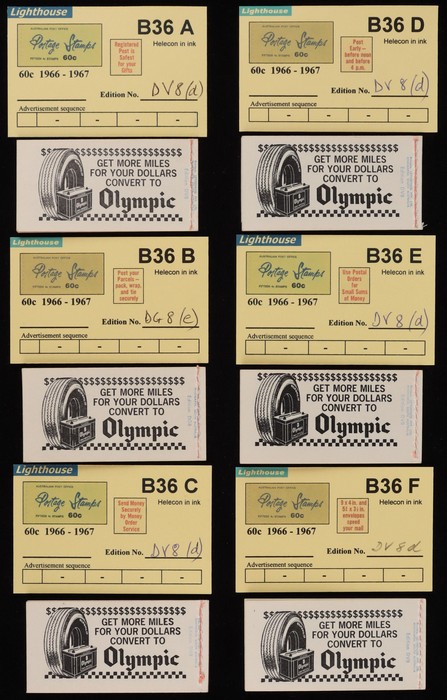 Lighthouse
Postage Stamps
60c
B36 A
Helecon in ink
Registered
Post is
Safest
for your
Gifts
60c 1966 - 1967
Edition No. DV8(d)
Advertisement sequence
- - - -
GET MORE MILES
FOR YOUR DOLLARS
CONVERT TO
Olympic
Lighthouse
Postage Stamps
60c
B36 D
Helecon in ink
Post
Early-
before noon
and before
4 p.m.
60c 1966 - 1967
Edition No. DV8(d)
Advertisement sequence
- - - -
GET MORE MILES
FOR YOUR DOLLARS
CONVERT TO
Olympic
Lighthouse
Postage Stamps
60c
B36 B
Helecon in ink
Post your
Parcels-
pack, wrap,
and tie
securely
60c 1966 - 1967
Edition No. DG8(e)
Advertisement sequence
- - - -
GET MORE MILES
FOR YOUR DOLLARS
CONVERT TO
Olympic
Lighthouse
Postage Stamps
60c
B36 E
Helecon in ink
Use Postal
Orders
for
Small Sums
of Money
60c 1966 - 1967
Edition No. DV8(d)
Advertisement sequence
- - - -
GET MORE MILES
FOR YOUR DOLLARS
CONVERT TO
Olympic
Lighthouse
Postage Stamps
60c
B36 C
Helecon in ink
Send Money
Securely
by Money
Order
Service
60c 1966 - 1967
Edition No. DV8(d)
Advertisement sequence
- - - -
GET MORE MILES
FOR YOUR DOLLARS
CONVERT TO
Olympic
Lighthouse
Postage Stamps
60c
B36 F
Helecon in ink
envelopes
speed
your mail
60c 1966 - 1967
Edition No. DV8d
Advertisement sequence
- - - -
GET MORE MILES
FOR YOUR DOLLARS
CONVERT TO
Olympic